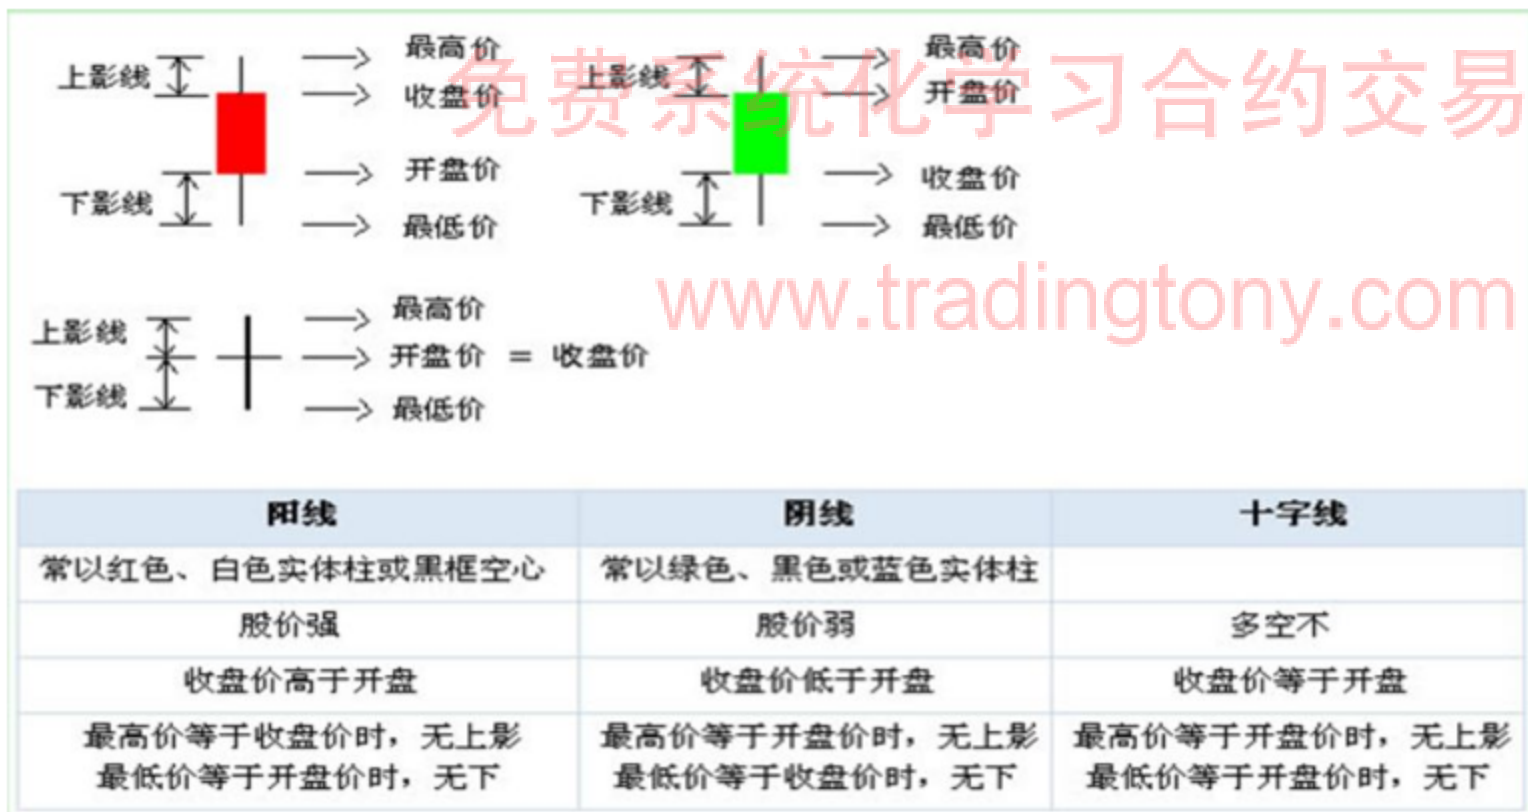 上影线 最高价
收盘价
开盘价
下影线 最低价
上影线 最高价
开盘价
收盘价
下影线 最低价
免费系统化学习合约交易
www.tradingtony.com
上影线 最高价
开盘价 = 收盘价
下影线 最低价
阳线 阴线 十字线
常以红色、白色实体柱或黑框空心 常以绿色、黑色或蓝色实体柱
股价强 股价弱 多空不
收盘价高于开盘 收盘价低于开盘 收盘价等于开盘
最高价等于收盘价时，无上影 最高价等于开盘价时，无上影 最高价等于开盘价时，无上影
最低价等于开盘价时，无下 最低价等于收盘价时，无下 最低价等于开盘价时，无下